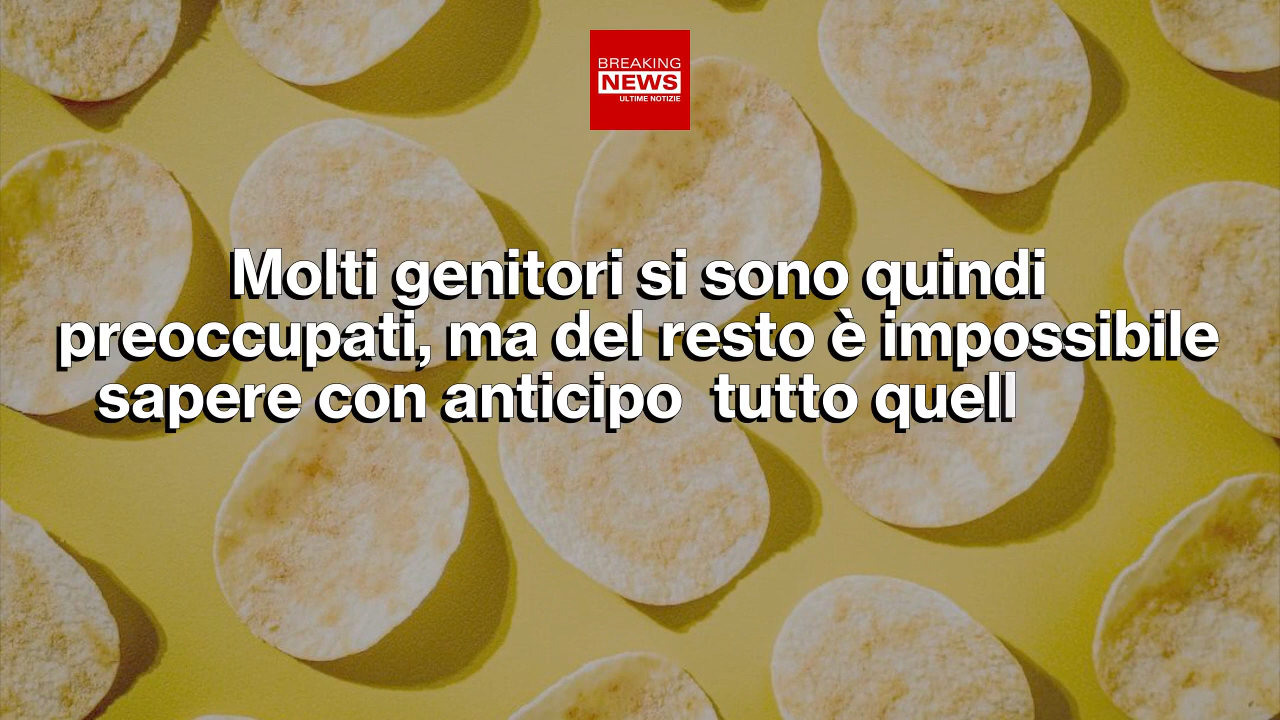 BREAKING
NEWS
ULTIME NOTIZIE
Molti genitori si sono quindi
preoccupati, ma del resto è impossibile
sapere con anticipo  tutto quell